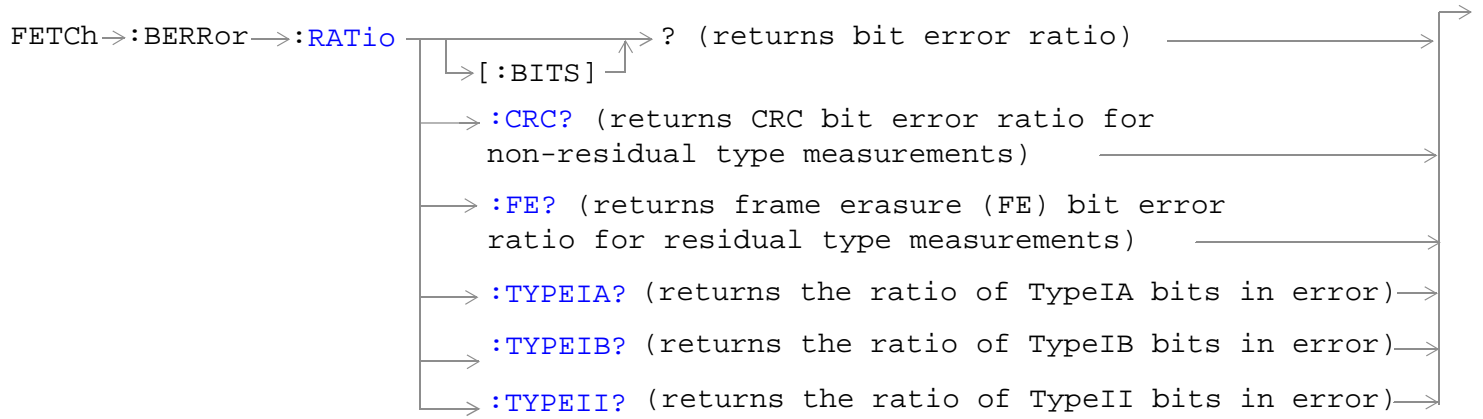 FETCh :BERRor :RATio ? (returns bit error ratio)
[:BITS]
:CRC? (returns CRC bit error ratio for
non-residual type measurements)
:FE? (returns frame erasure (FE) bit error
ratio for residual type measurements)
:TYPEIA? (returns the ratio of TypeIA bits in error)
:TYPEIB? (returns the ratio of TypeIB bits in error)
:TYPEII? (returns the ratio of TypeII bits in error)